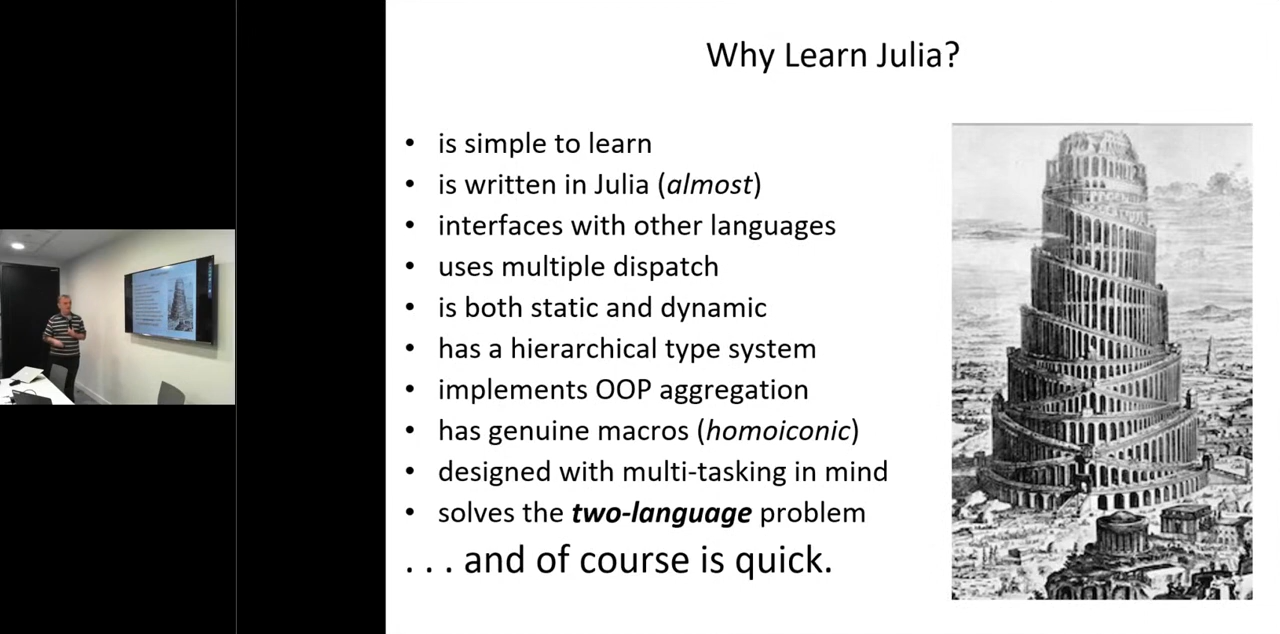 Why Learn Julia?
• is simple to learn
• is written in Julia (almost)
• interfaces with other languages
• uses multiple dispatch
• is both static and dynamic
• has a hierarchical type system
• implements OOP aggregation
• has genuine macros (homoiconic)
• designed with multi-tasking in mind
• solves the two-language problem
. . . and of course is quick.